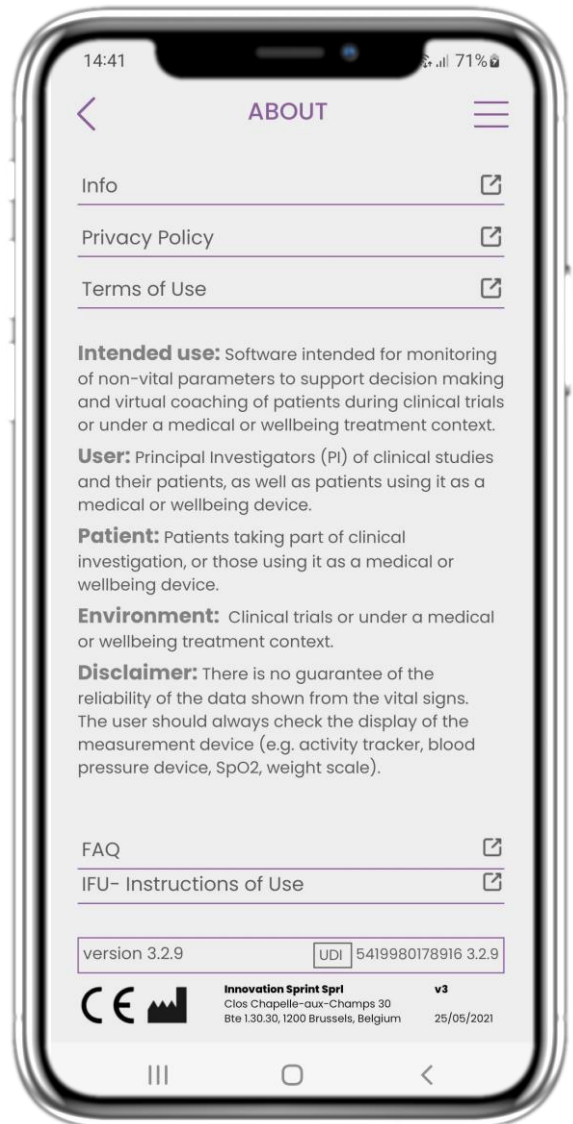 14:41
71%
ABOUT
Info
Privacy Policy
Terms of Use
Intended use: Software intended for monitoring
of non-vital parameters to support decision making
and virtual coaching of patients during clinical trials
or under a medical or wellbeing treatment context.
User: Principal Investigators (PI) of clinical studies
and their patients, as well as patients using it as a
medical or wellbeing device.
Patient: Patients taking part of clinical
investigation, or those using it as a medical or
wellbeing device.
Environment: Clinical trials or under a medical
or wellbeing treatment context.
Disclaimer: There is no guarantee of the
reliability of the data shown from the vital signs.
The user should always check the display of the
measurement device (e.g. activity tracker, blood
pressure device, SpO2, weight scale).
FAQ
IFU- Instructions of Use
version 3.2.9 UDI 5419980178916 3.2.9
CE Innovation Sprint Sprl v3
Clos Chapelle-aux-Champs 30
Bte 1.30.30, 1200 Brussels, Belgium 25/05/2021